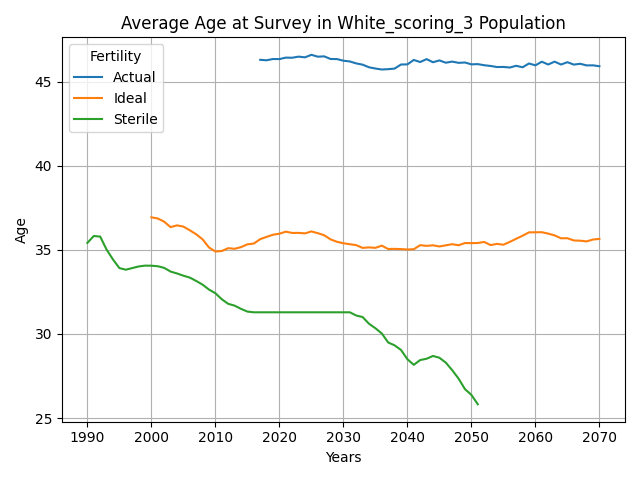 Average Age at Survey in White_scoring_3 Population
Fertility
Actual
Ideal
Sterile
Age
45
40
35
30
25
1990 2000 2010 2020 2030 2040 2050 2060 2070
Years